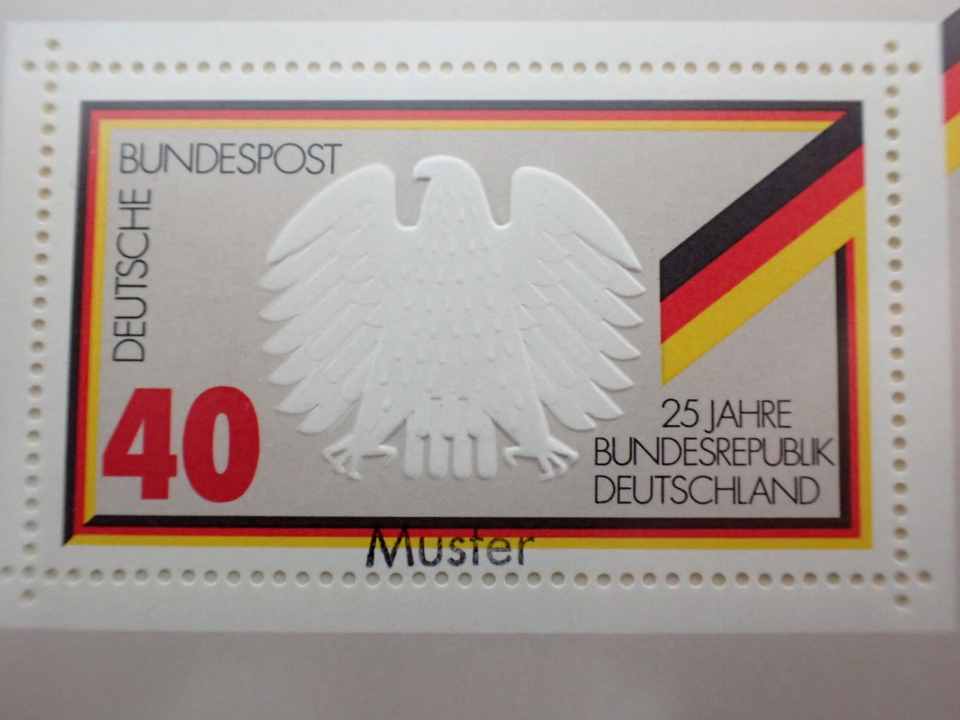 DEUTSCHE
BUNDESPOST
40
25 JAHRE
BUNDESREPUBLIK
DEUTSCHLAND
Muster